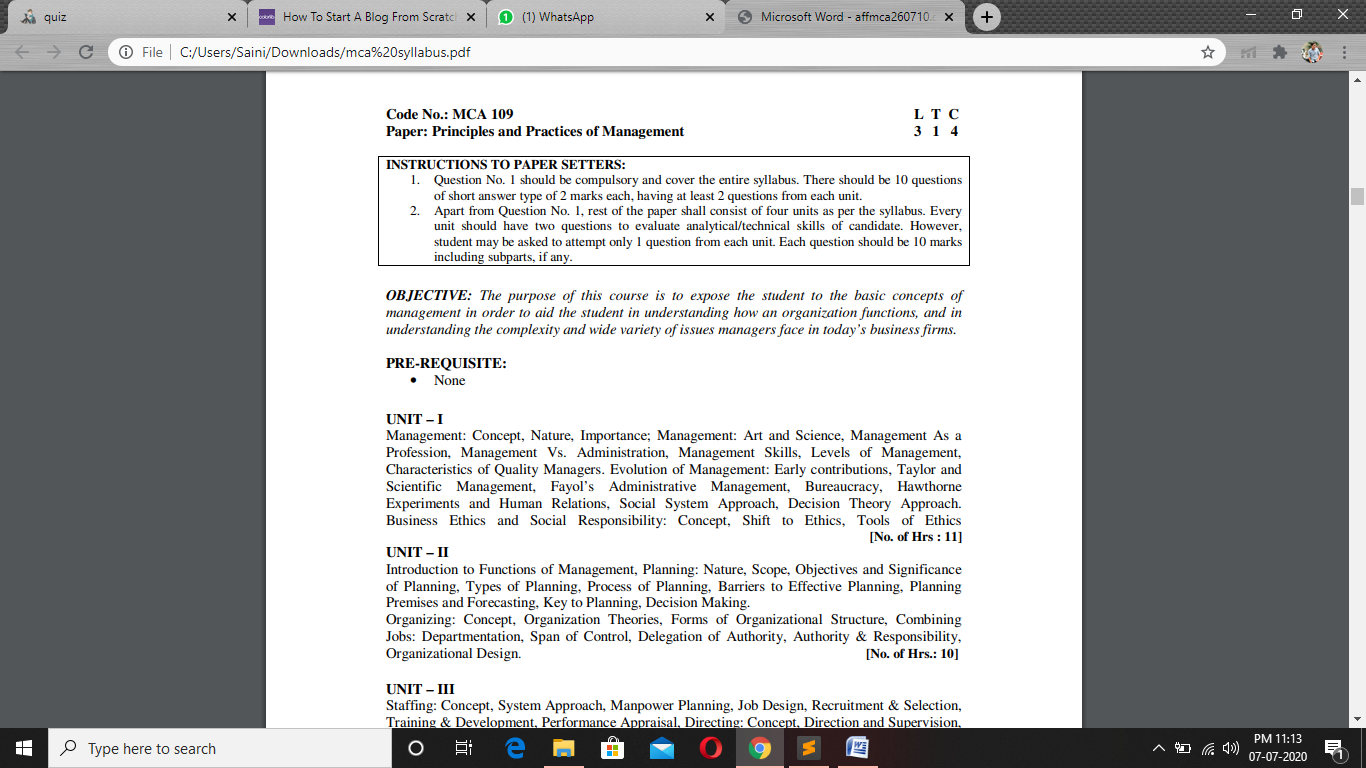 quiz
How To Start A Blog From Scratc
(1) WhatsApp
Microsoft Word - affmca260710.
File
C:/Users/Saini/Downloads/mca%20syllabus.pdf
Code No.: MCA 109 L T C
Paper: Principles and Practices of Management 3 1 4
INSTRUCTIONS TO PAPER SETTERS:
1. Question No. 1 should be compulsory and cover the entire syllabus. There should be 10 questions
of short answer type of 2 marks each, having at least 2 questions from each unit.
2. Apart from Question No. 1, rest of the paper shall consist of four units as per the syllabus. Every
unit should have two questions to evaluate analytical/technical skills of candidate. However,
student may be asked to attempt only 1 question from each unit. Each question should be 10 marks
including subparts, if any.
OBJECTIVE: The purpose of this course is to expose the student to the basic concepts of
management in order to aid the student in understanding how an organization functions, and in
understanding the complexity and wide variety of issues managers face in today's business firms.
PRE-REQUISITE:
• None
UNIT – I
Management: Concept, Nature, Importance; Management: Art and Science, Management As a
Profession, Management Vs. Administration, Management Skills, Levels of Management,
Characteristics of Quality Managers. Evolution of Management: Early contributions, Taylor and
Scientific Management, Fayol's Administrative Management, Bureaucracy, Hawthorne
Experiments and Human Relations, Social System Approach, Decision Theory Approach.
Business Ethics and Social Responsibility: Concept, Shift to Ethics, Tools of Ethics
[No. of Hrs : 11]
UNIT – II
Introduction to Functions of Management, Planning: Nature, Scope, Objectives and Significance
of Planning, Types of Planning, Process of Planning, Barriers to Effective Planning, Planning
Premises and Forecasting, Key to Planning, Decision Making.
Organizing: Concept, Organization Theories, Forms of Organizational Structure, Combining
Jobs: Departmentation, Span of Control, Delegation of Authority, Authority & Responsibility,
Organizational Design. [No. of Hrs.: 10]
UNIT – III
Staffing: Concept, System Approach, Manpower Planning, Job Design, Recruitment & Selection,
Training & Development, Performance Appraisal, Directing: Concept, Direction and Supervision,
Type here to search
PM 11:13
07-07-2020
1